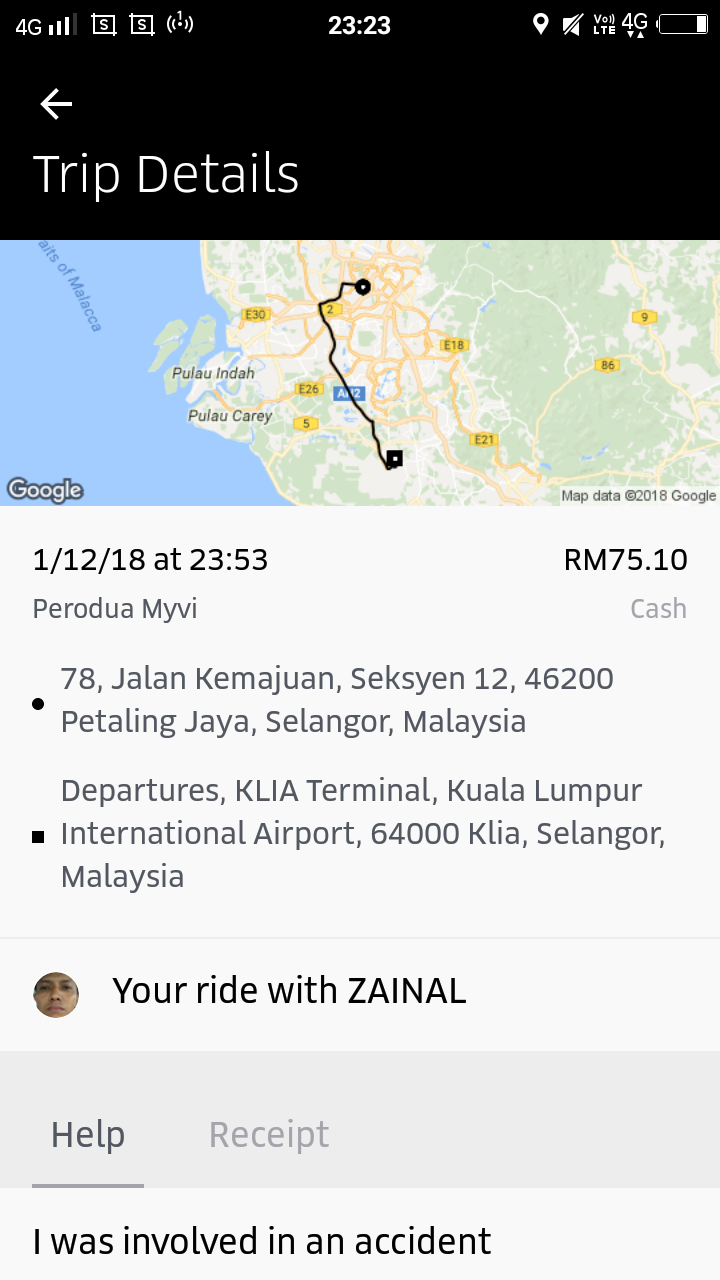 4G
S
S
23:23
Vo))
LTE
4G
Trip Details
aits of Malacca
E30
2
9
E18
86
Pulau Indah
E26
AH2
Pulau Carey
5
E21
Google
Map data ©2018 Google
1/12/18 at 23:53
RM75.10
Perodua Myvi
Cash
78, Jalan Kemajuan, Seksyen 12, 46200
Petaling Jaya, Selangor, Malaysia
Departures, KLIA Terminal, Kuala Lumpur
International Airport, 64000 Klia, Selangor,
Malaysia
Your ride with ZAINAL
Help
Receipt
I was involved in an accident